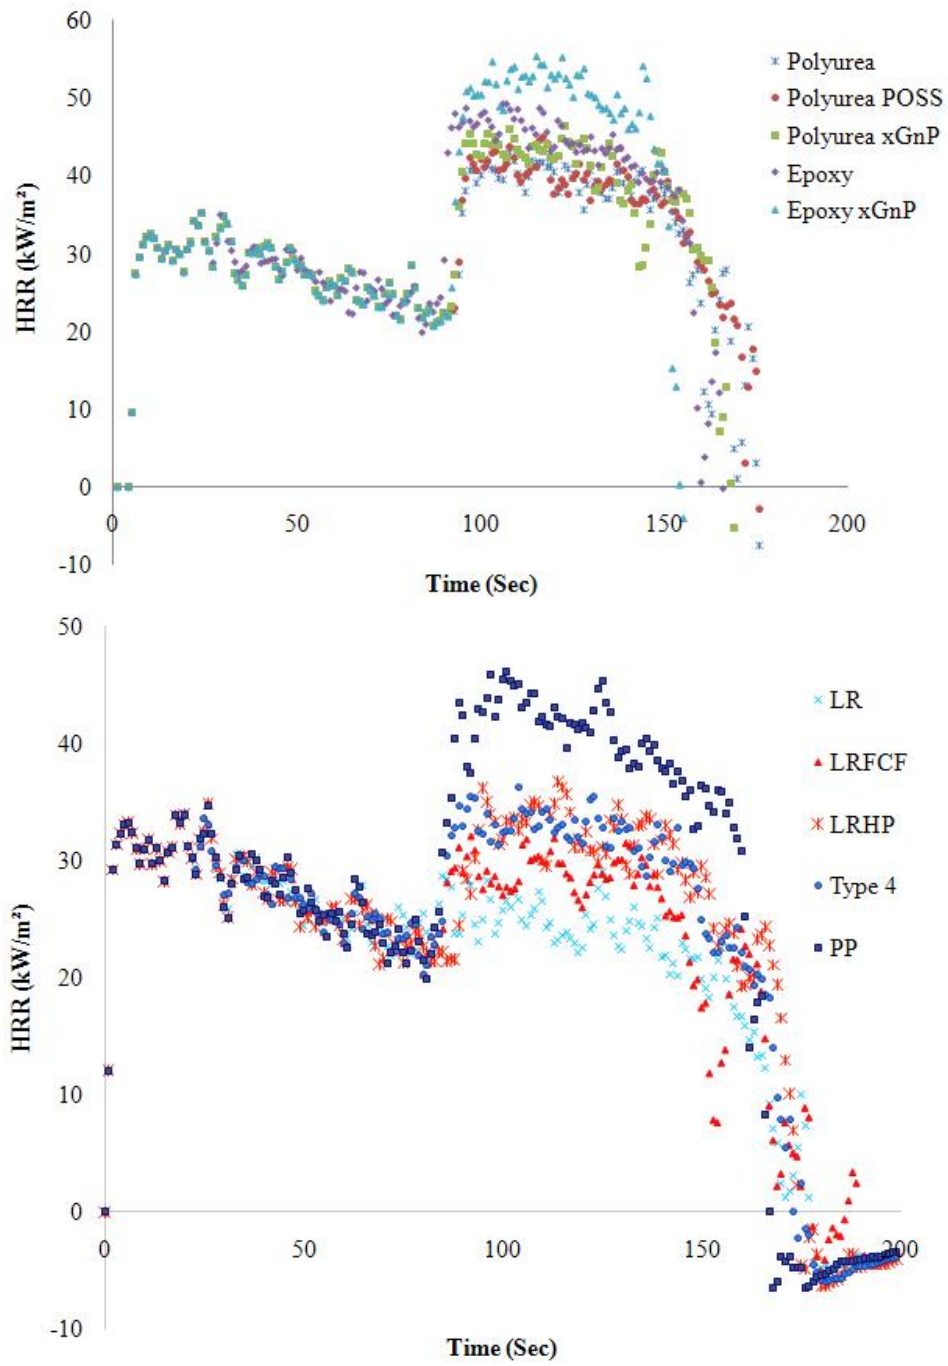 60
50
40
30
20
10
0
-10
0
50
100
150
200
HRR (kW/m²)
Time (Sec)
Polyurea
Polyurea POSS
Polyurea xGnP
Epoxy
Epoxy xGnP
50
40
30
20
10
0
-10
0
50
100
150
200
HRR (kW/m²)
Time (Sec)
LR
LRFCF
LRHP
Type 4
PP